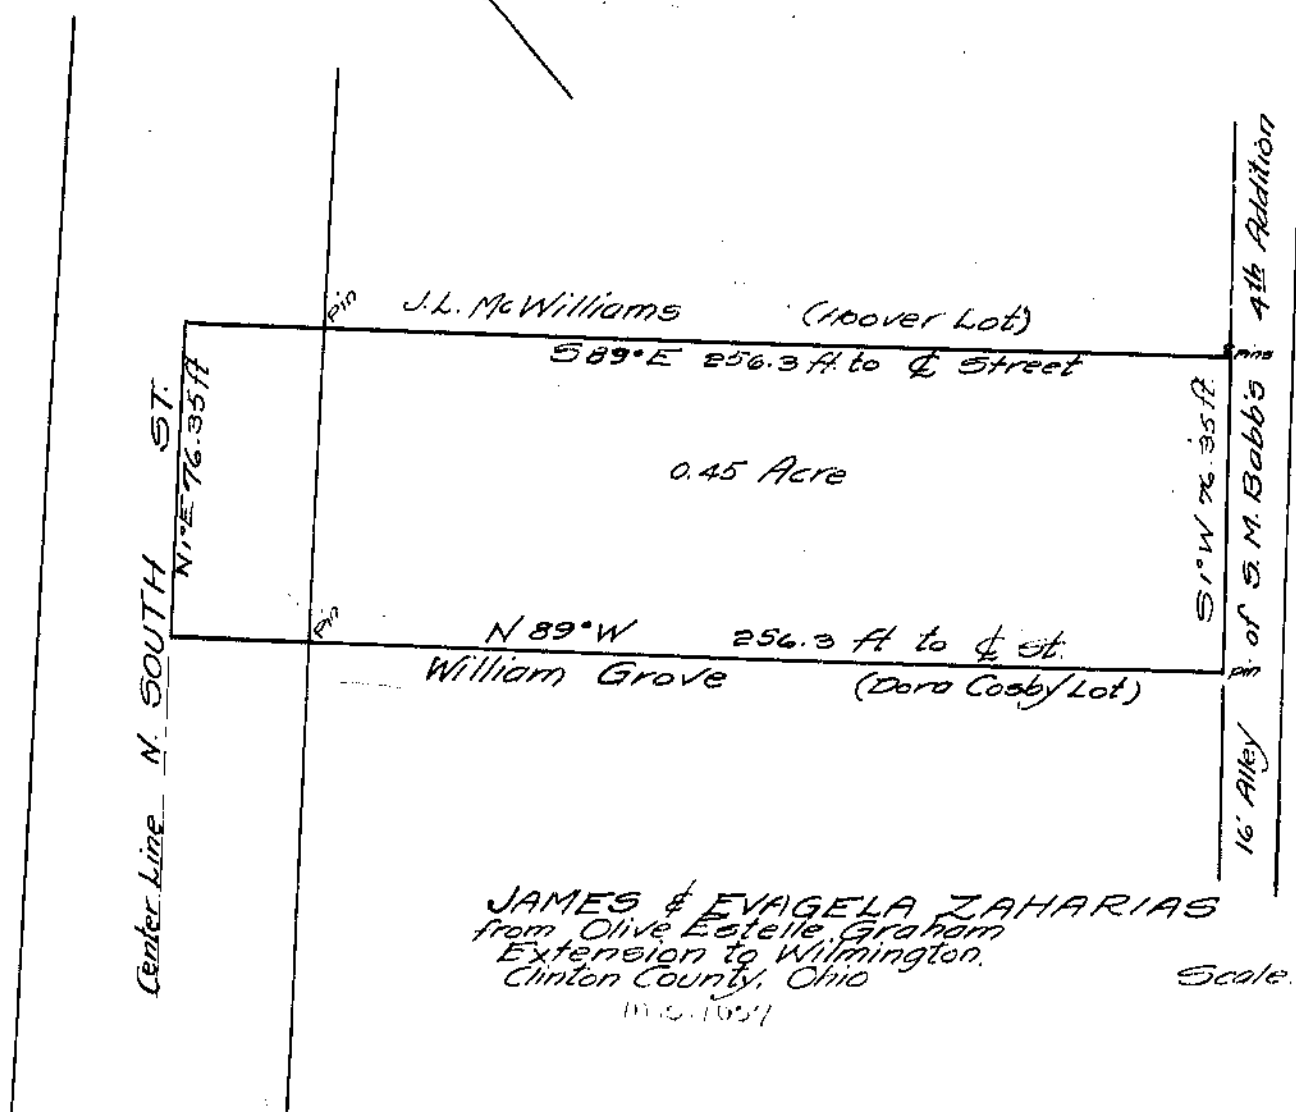 J.L. McWilliams (Hoover Lot)
pin
S 89° E 256.3 ft. to ℄ Street
pins
N 1° E 76.35 ft
0.45 Acre
S 1° W 76.35 ft.
pin
N 89° W 256.3 ft to ℄ St.
William Grove (Dora Cosby Lot)
pin
Center Line N. SOUTH ST.
16' Alley of S. M. Babb's 4th Addition
JAMES & EVAGELA ZAHARIAS
from Olive Estelle Graham
Extension to Wilmington.
Clinton County, Ohio
Scale.